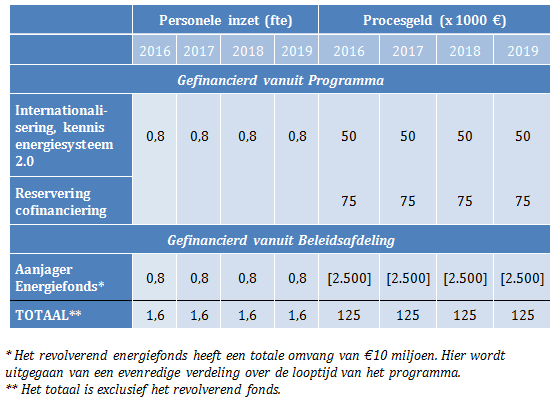 Personele inzet (fte) Procesgeld (x 1000 €)
2016 2017 2018 2019 2016 2017 2018 2019
Gefinancierd vanuit Programma
Internationali-
sering, kennis
energiesysteem
2.0 0,8 0,8 0,8 0,8 50 50 50 50
Reservering
cofinanciering 75 75 75 75
Gefinancierd vanuit Beleidsafdeling
Aanjager
Energiefonds* 0,8 0,8 0,8 0,8 [2.500] [2.500] [2.500] [2.500]
TOTAAL** 1,6 1,6 1,6 1,6 125 125 125 125
* Het revolverend energiefonds heeft een totale omvang van €10 miljoen. Hier wordt
uitgegaan van een evenredige verdeling over de looptijd van het programma.
** Het totaal is exclusief het revolverend fonds.